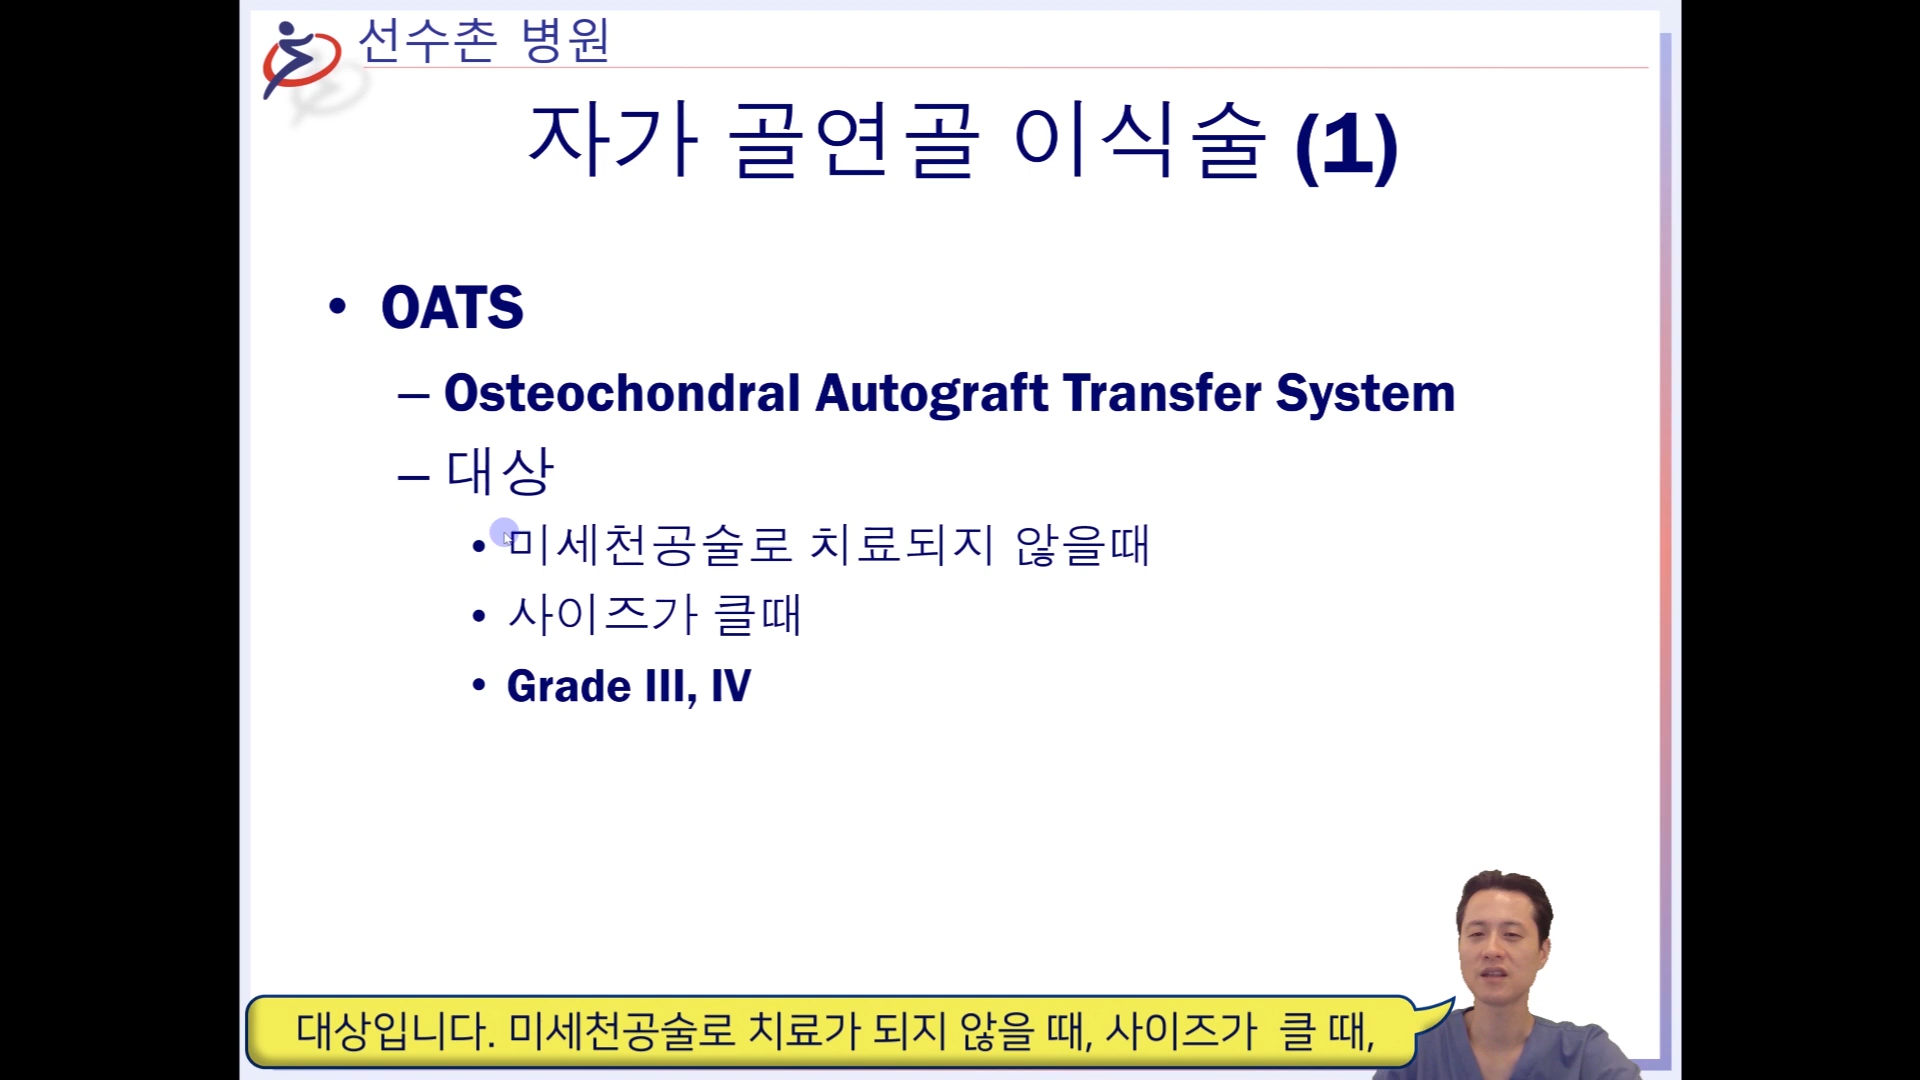 선수촌 병원
자가 골연골 이식술 (1)
• OATS
– Osteochondral Autograft Transfer System
– 대상
• 미세천공술로 치료되지 않을때
• 사이즈가 클때
• Grade III, IV
대상입니다. 미세천공술로 치료가 되지 않을 때, 사이즈가 클 때,